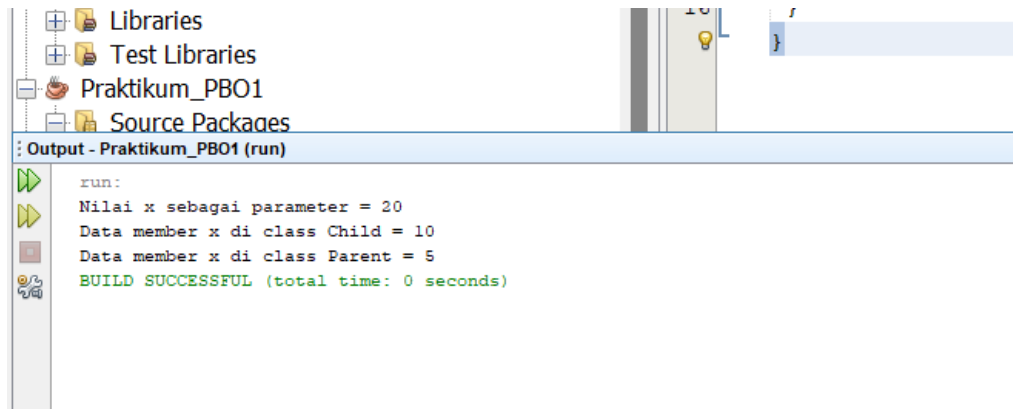 Libraries
Test Libraries
Praktikum_PBO1
Source Packages
}
Output - Praktikum_PBO1 (run)
run:
Nilai x sebagai parameter = 20
Data member x di class Child = 10
Data member x di class Parent = 5
BUILD SUCCESSFUL (total time: 0 seconds)